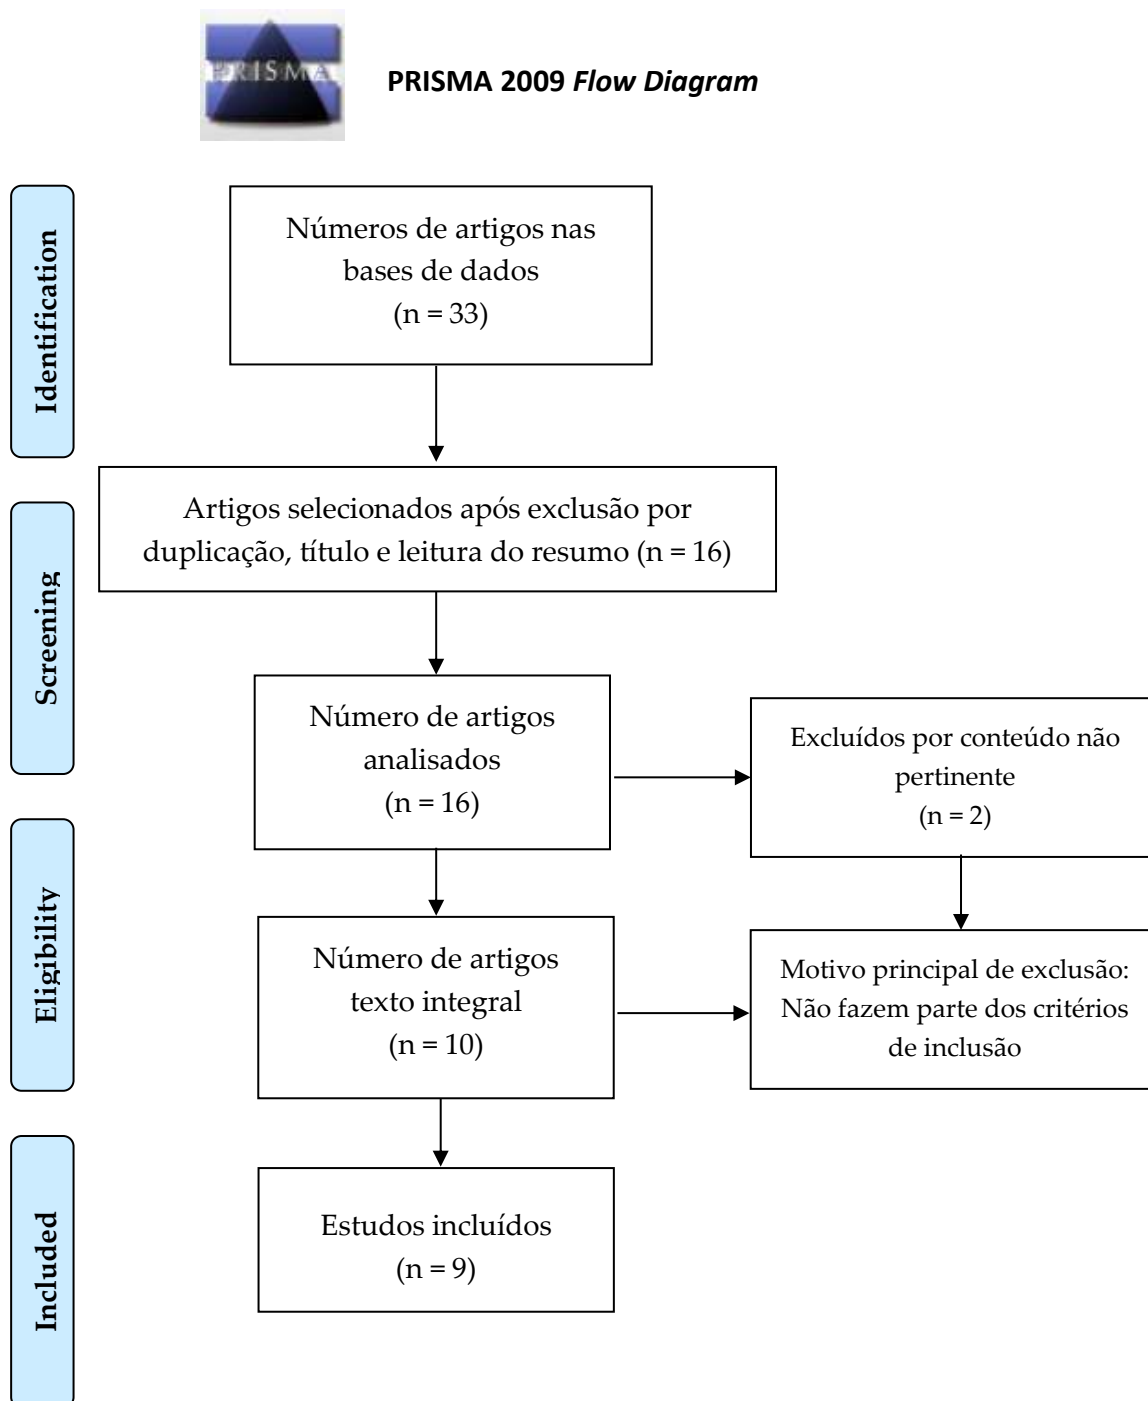 PRISMA
PRISMA 2009 Flow Diagram
Identification
Números de artigos nas
bases de dados
(n = 33)
Screening
Artigos selecionados após exclusão por
duplicação, título e leitura do resumo (n = 16)
Número de artigos
analisados
(n = 16)
Excluídos por conteúdo não
pertinente
(n = 2)
Eligibility
Número de artigos
texto integral
(n = 10)
Motivo principal de exclusão:
Não fazem parte dos critérios
de inclusão
Included
Estudos incluídos
(n = 9)